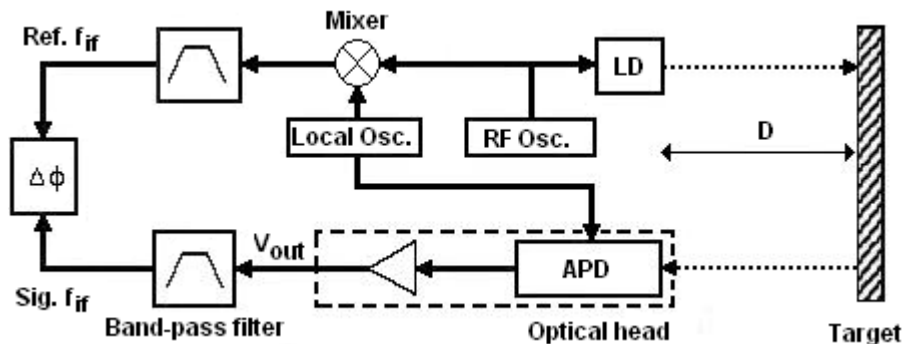 Mixer
Ref. fif
LD
Local Osc.
RF Osc.
D
Δϕ
Vout
APD
Sig. fif
Band-pass filter
Optical head
Target